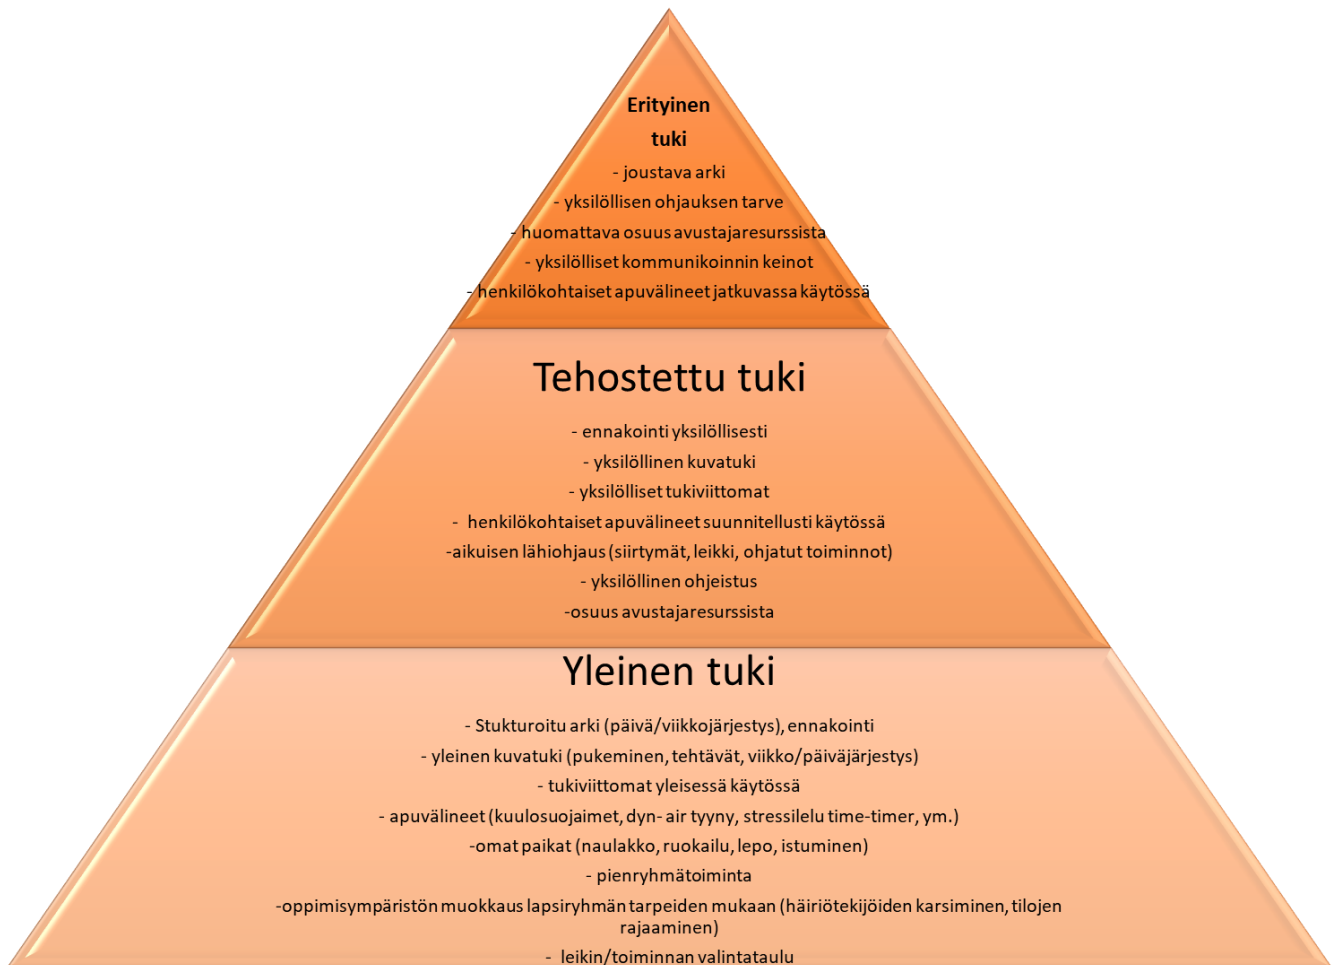 Erityinen
tuki
- joustava arki
- yksilöllisen ohjauksen tarve
- huomattava osuus avustajaresurssista
- yksilölliset kommunikoinnin keinot
- henkilökohtaiset apuvälineet jatkuvassa käytössä
Tehostettu tuki
- ennakointi yksilöllisesti
- yksilöllinen kuvatuki
- yksilölliset tukiviittomat
- henkilökohtaiset apuvälineet suunnitellusti käytössä
-aikuisen lähiohjaus (siirtymät, leikki, ohjatut toiminnot)
- yksilöllinen ohjeistus
-osuus avustajaresurssista
Yleinen tuki
- Stukturoitu arki (päivä/viikkojärjestys), ennakointi
- yleinen kuvatuki (pukeminen, tehtävät, viikko/päiväjärjestys)
- tukiviittomat yleisessä käytössä
- apuvälineet (kuulosuojaimet, dyn- air tyyny, stressilelu time-timer, ym.)
-omat paikat (naulakko, ruokailu, lepo, istuminen)
- pienryhmätoiminta
-oppimisympäristön muokkaus lapsiryhmän tarpeiden mukaan (häiriötekijöiden karsiminen, tilojen
rajaaminen)
- leikin/toiminnan valintataulu